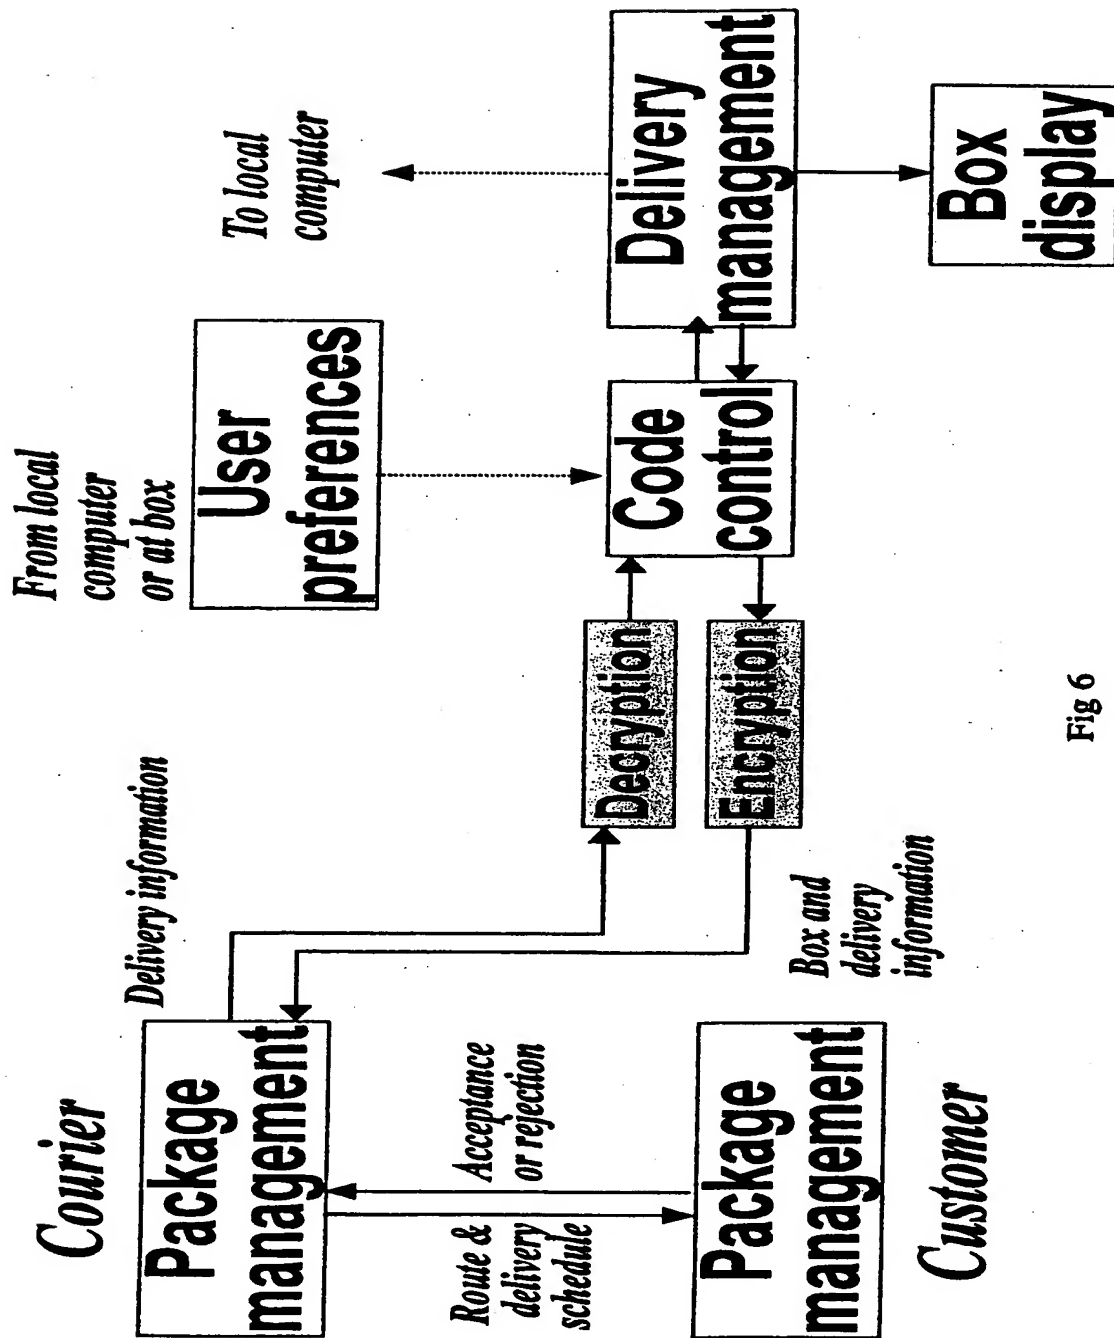 Courier
Package
management
Delivery information
Acceptance
or rejection
Route &
delivery
schedule
Package
management
Customer
Box and
delivery
information
Decryption
Encryption
From local
computer
or at box
User
preferences
Code
control
To local
computer
Delivery
management
Box
display
Fig 6